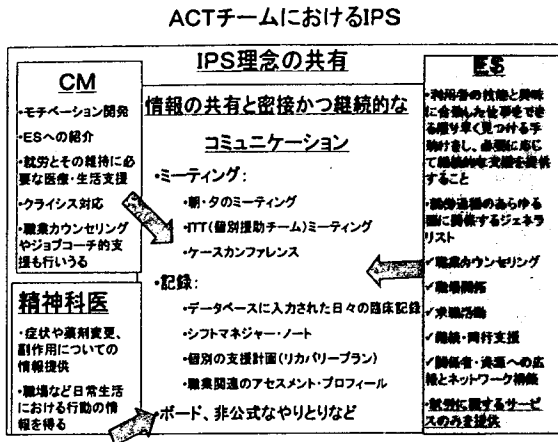 ACTチームにおけるIPS
IPS理念の共有
CM
・モチベーション開発
・ESへの紹介
・就労とその維持に必
要な医療・生活支援
・クライシス対応
・職業カウンセリング
やジョブコーチ的支
援も行いうる
精神科医
・症状や薬剤変更、
副作用についての
情報提供
・職場など日常生活
における行動の情
報を得る
情報の共有と密接かつ継続的な
コミュニケーション
・ミーティング:
・朝・夕のミーティング
・ITT(個別援助チーム)ミーティング
・ケースカンファレンス
・記録:
・データベースに入力された日々の臨床記録
・シフトマネジャー・ノート
・個別の支援計画(リカバリープラン)
・職業関連のアセスメント・プロフィール
・ボード、非公式なやりとりなど
ES
・利用者の技能と興味
に合致した仕事をでき
る限り早く見つける手
助けをし、必要に応じ
て継続的な支援を提供
すること
・就労過程のあらゆる
面に関係するジェネラ
リスト
✓職業カウンセリング
✓職場開拓
✓求職活動
✓継続・同行支援
✓関係者・資源への広
報とネットワーク構築
・就労に関するサービ
スのみを提供